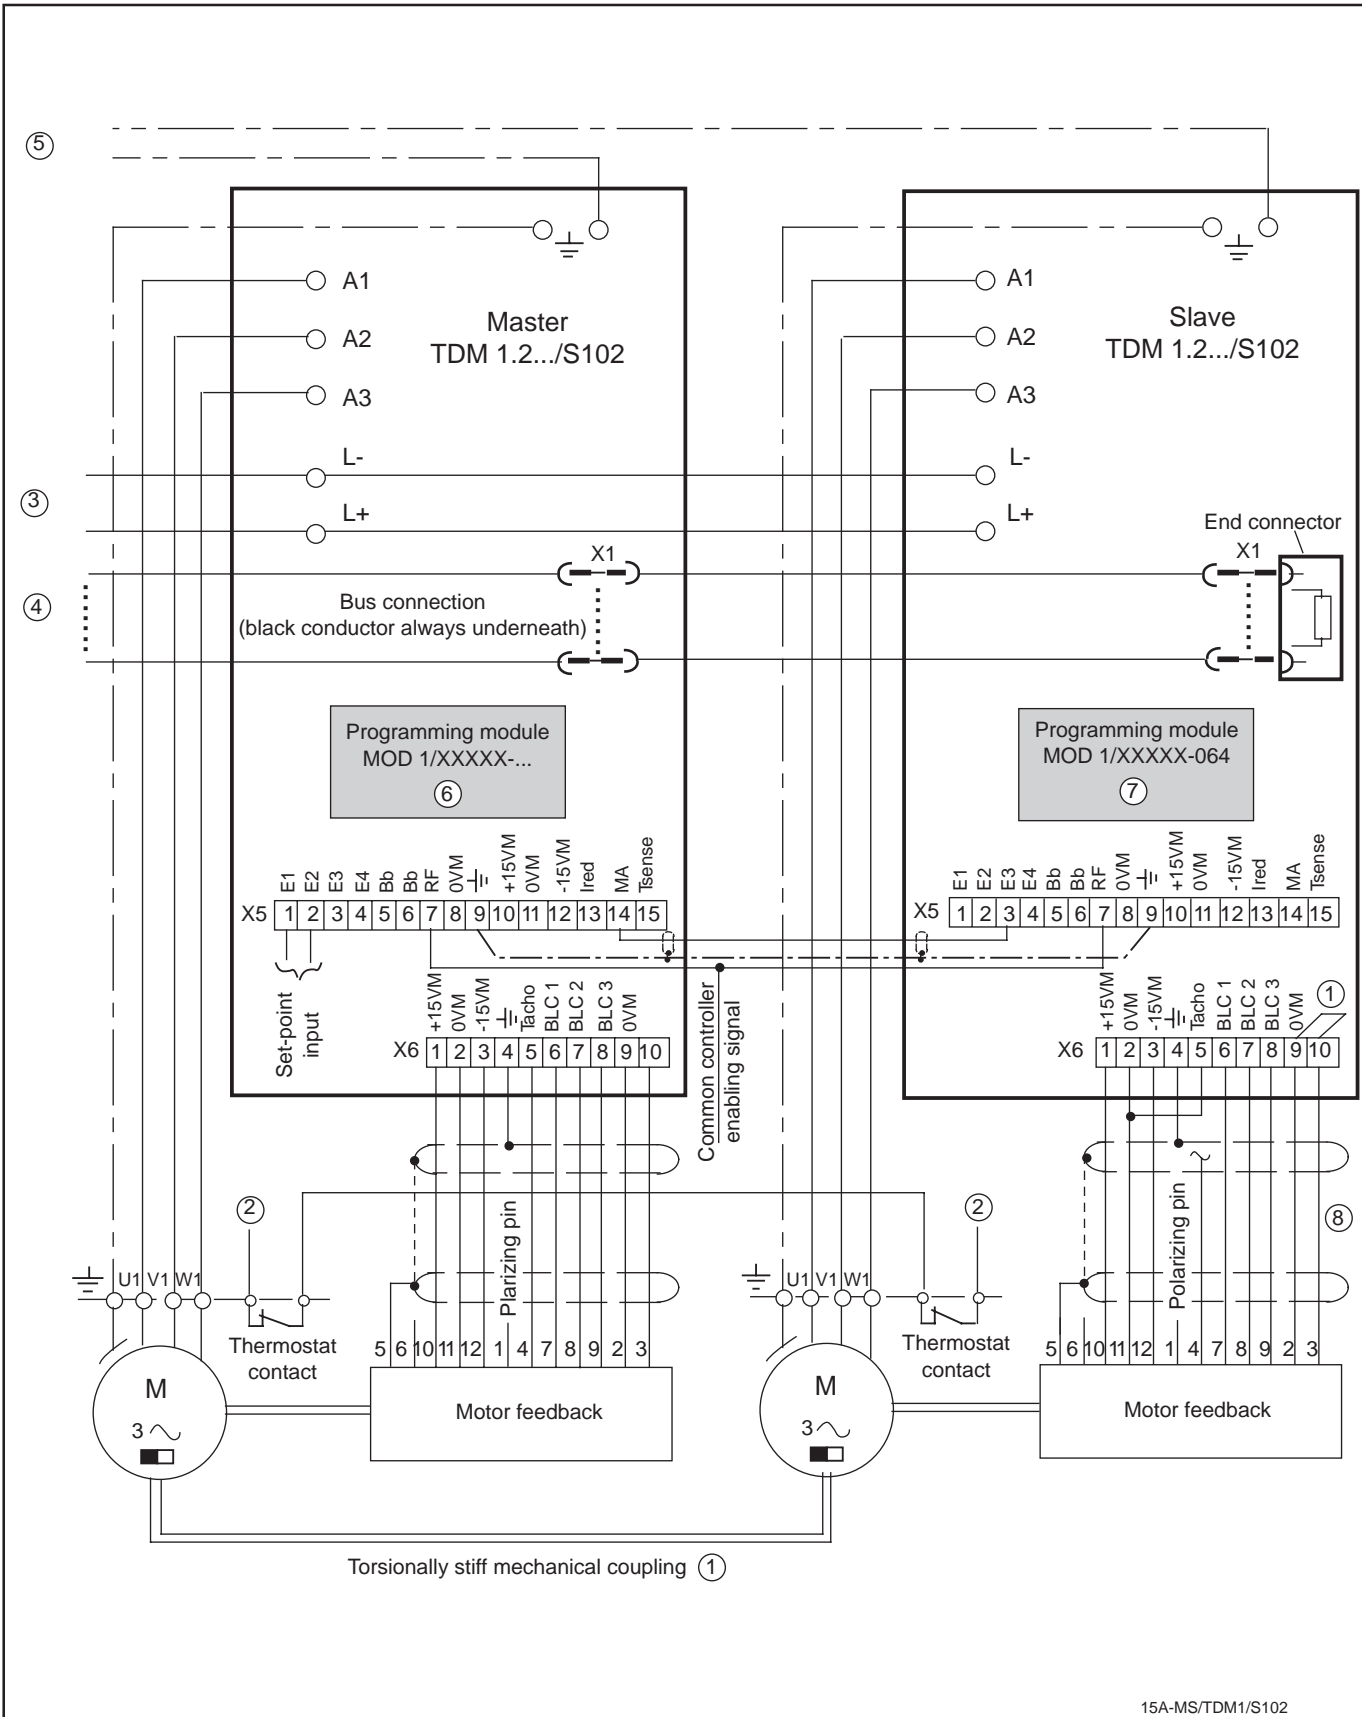 5
A1
Master
TDM 1.2.../S102
A2
A3
L-
3
L+
X1
4
Bus connection
(black conductor always underneath)
A1
Slave
TDM 1.2.../S102
A2
A3
L-
L+
End connector
X1
Programming module
MOD 1/XXXXX-...
6
Programming module
MOD 1/XXXXX-064
7
E1 E2 E3 E4 Bb Bb RF 0VM +15VM 0VM -15VM Ired MA Tsense
X5 1 2 3 4 5 6 7 8 9 10 11 12 13 14 15
E1 E2 E3 E4 Bb Bb RF 0VM +15VM 0VM -15VM Ired MA Tsense
X5 1 2 3 4 5 6 7 8 9 10 11 12 13 14 15
Set-point
input
+15VM 0VM -15VM Tacho BLC 1 BLC 2 BLC 3 0VM
X6 1 2 3 4 5 6 7 8 9 10
Common controller
enabling signal
+15VM 0VM -15VM Tacho BLC 1 BLC 2 BLC 3 0VM
1
X6 1 2 3 4 5 6 7 8 9 10
2
Plarizing pin
2
Polarizing pin
8
U1 V1 W1
Thermostat
contact
5 6 10 11 12 1 4 7 8 9 2 3
U1 V1 W1
Thermostat
contact
5 6 10 11 12 1 4 7 8 9 2 3
M
3
Motor feedback
M
3
Motor feedback
Torsionally stiff mechanical coupling 1
15A-MS/TDM1/S102